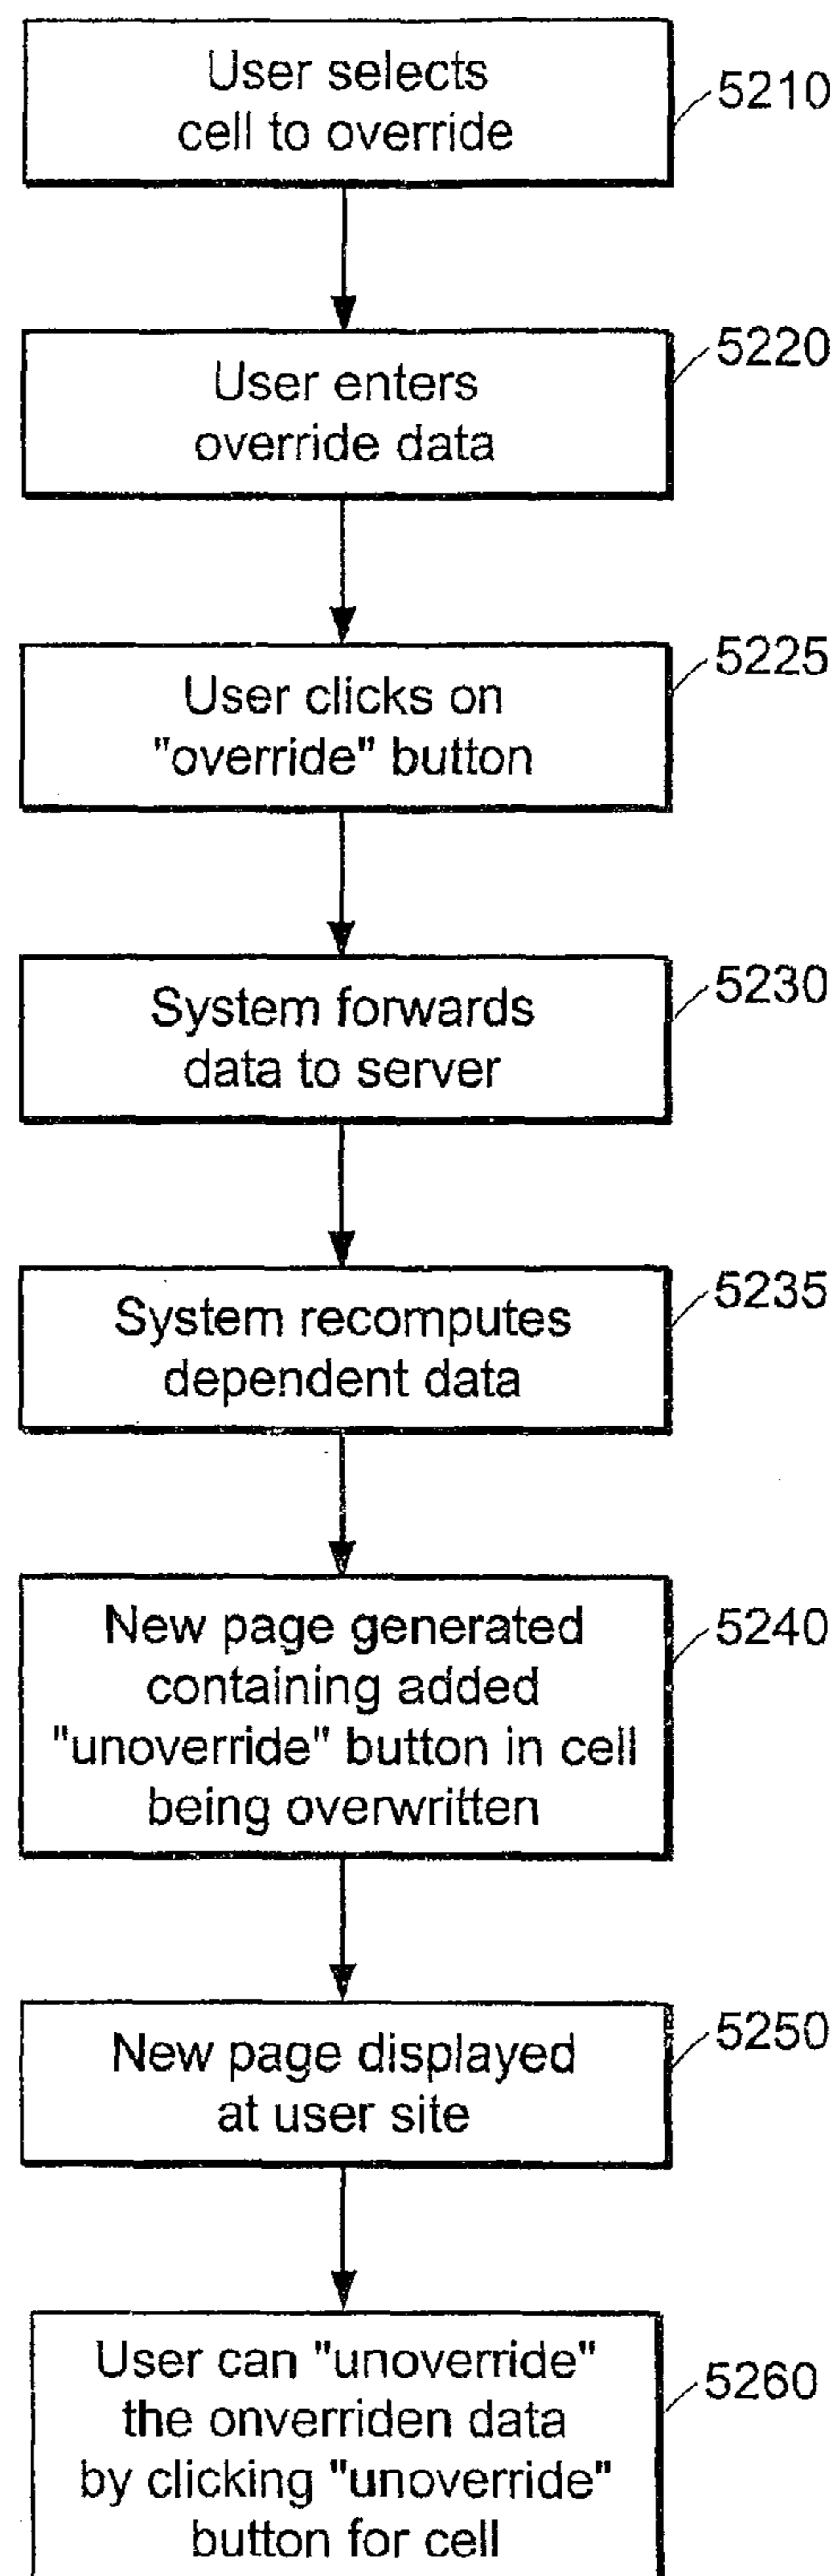 User selects
cell to override
5210
User enters
override data
5220
User clicks on
"override" button
5225
System forwards
data to server
5230
System recomputes
dependent data
5235
New page generated
containing added
"unoverride" button in cell
being overwritten
5240
New page displayed
at user site
5250
User can "unoverride"
the onverriden data
by clicking "unoverride"
button for cell
5260